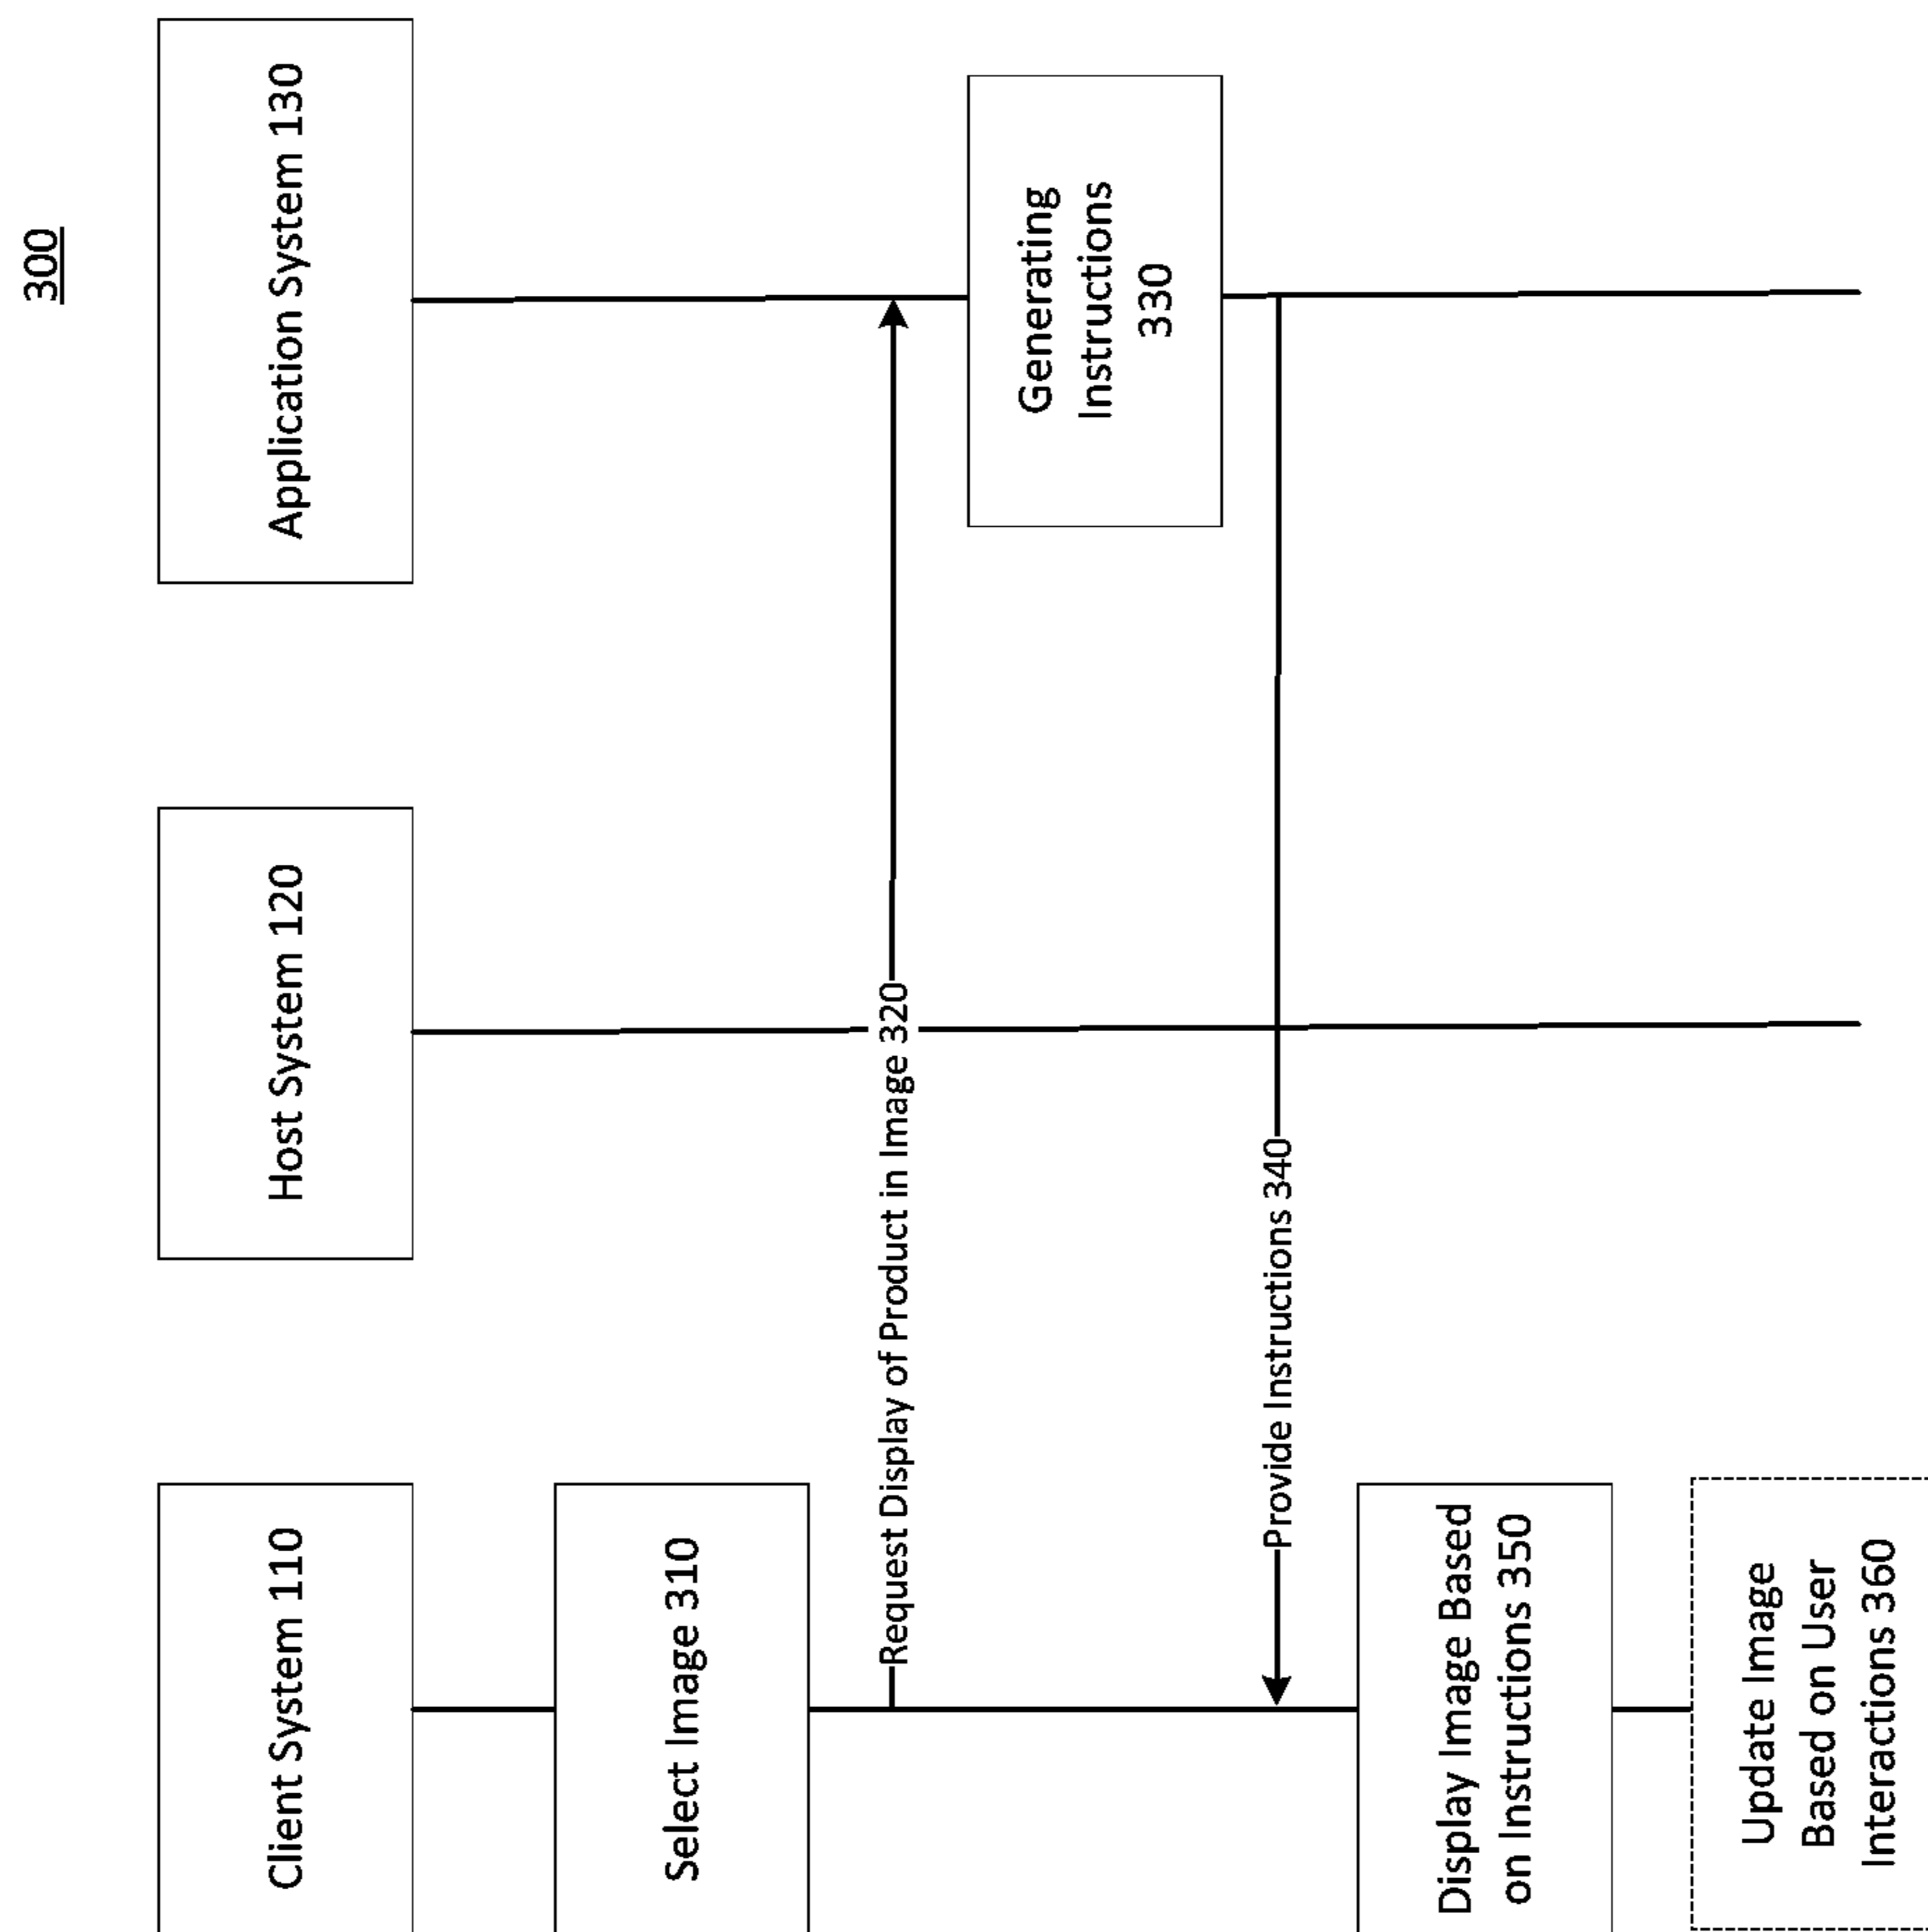 300
Client System 110
Host System 120
Application System 130
Select Image 310
Request Display of Product in Image 320
Generating
Instructions
330
Provide Instructions 340
Display Image Based
on Instructions 350
Update Image
Based on User
Interactions 360